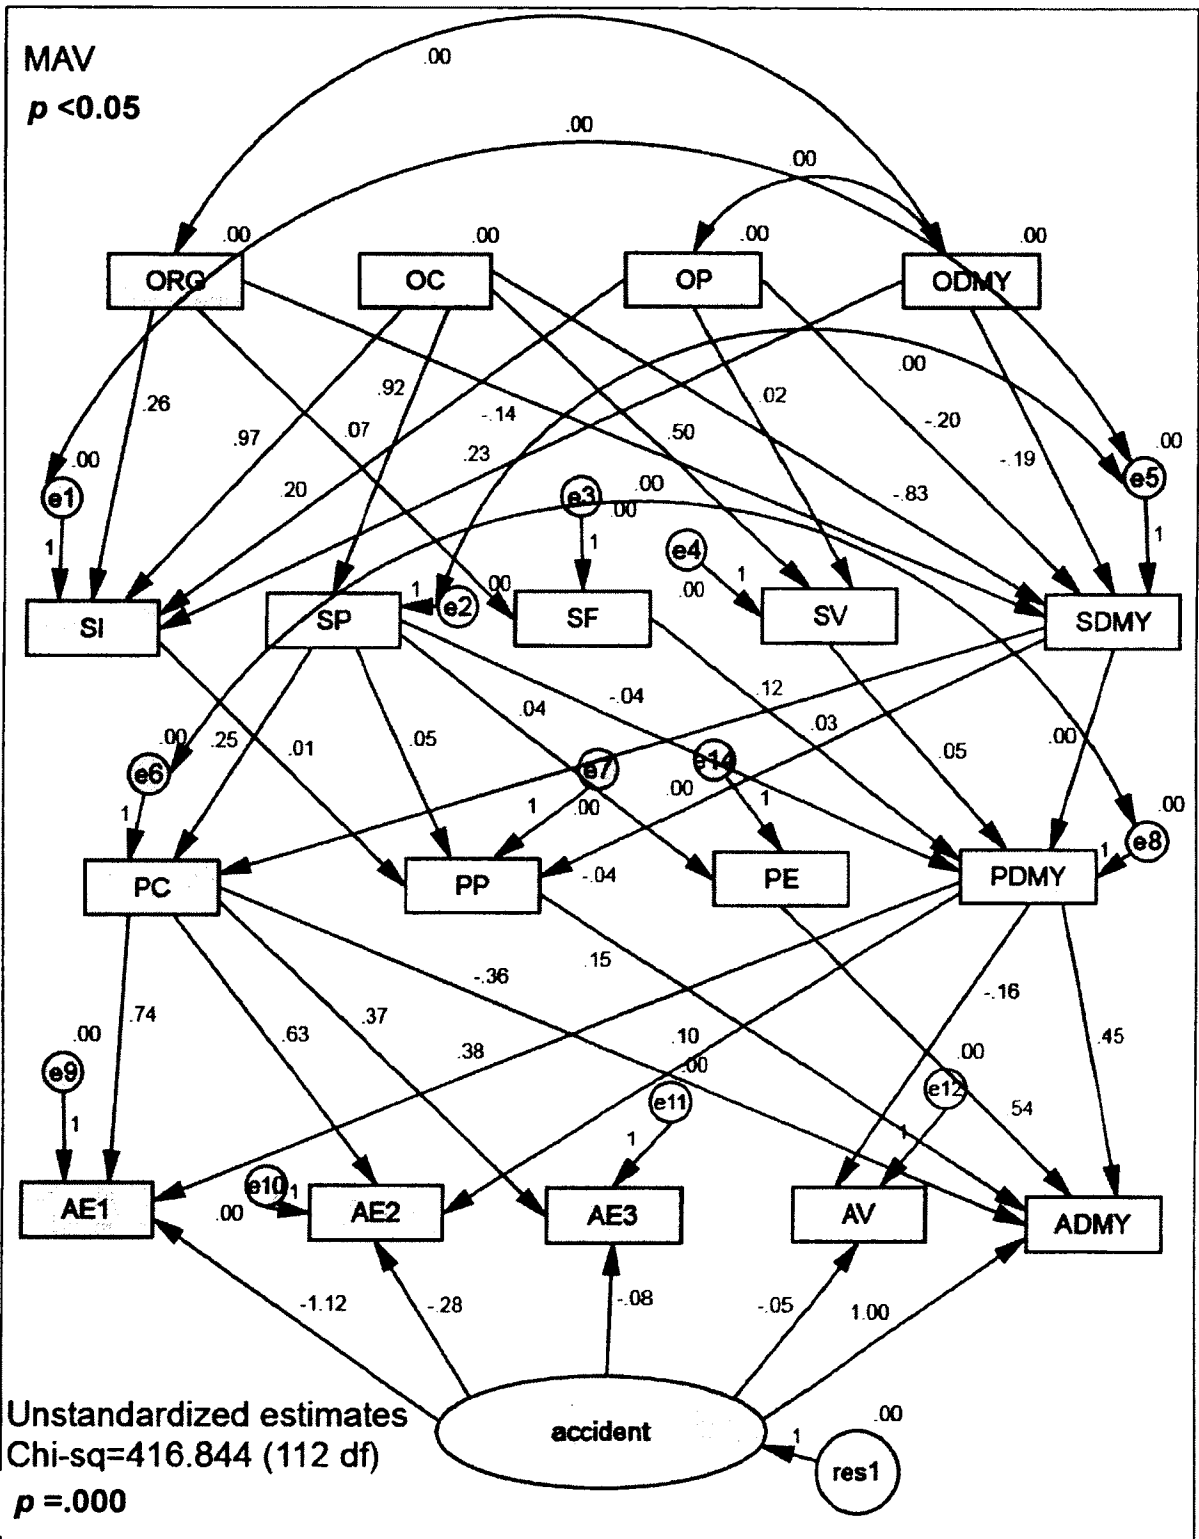 MAV
p <0.05
.00
.00
.00
.00
.00
.00
.00
ORG
OC
OP
ODMY
.26
.97
.92
.07
-.14
.23
.20
.50
.02
.00
-.20
-.19
-.83
.00
e1
1
e3
.00
.00
1
e4
.00
1
.00
e5
1
SI
SP
1
e2
.00
SF
SV
SDMY
.00
.25
.01
.05
.04
-.04
.12
.03
.05
.00
e6
1
e7
1
.00
e14
.00
1
.00
e8
1
PC
PP
-.04
PE
PDMY
.74
.63
.37
-.36
.15
.38
.10
-.16
.45
54
.00
e9
1
.00
e11
1
.00
e12
1
e10
1
.00
AE1
AE2
AE3
AV
ADMY
-1.12
-.28
-.08
-.05
1.00
accident
.00
1
res1
Unstandardized estimates
Chi-sq=416.844 (112 df)
p =.000